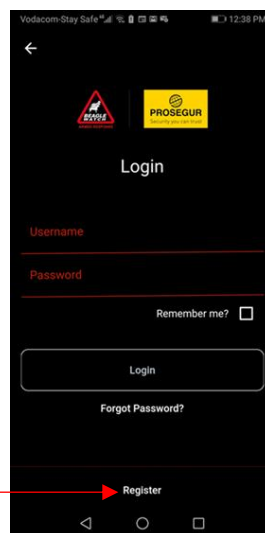 Vodacom-Stay Safe 12:38 PM
BEAGLE
WATCH
PROSEGUR
Security you can trust
Login
Username
Password
Remember me?
Login
Forgot Password?
Register